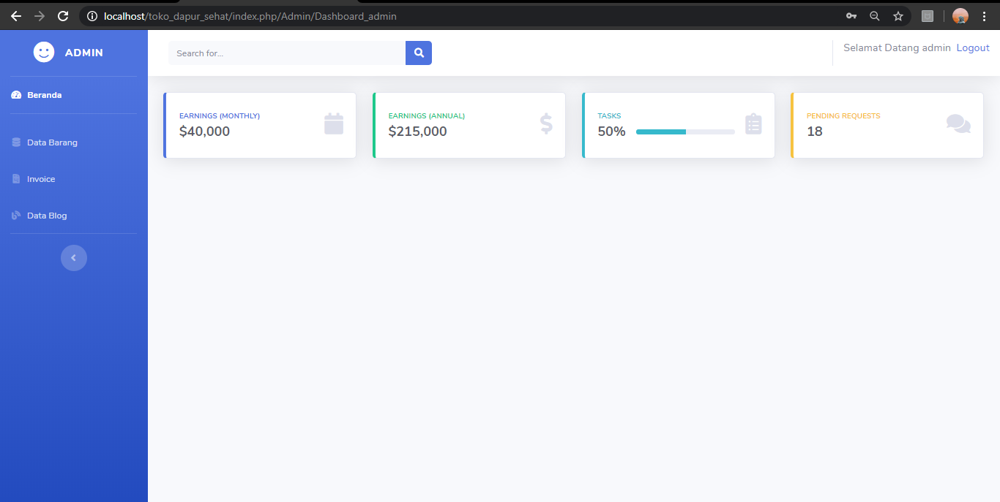 localhost/toko_dapur_sehat/index.php/Admin/Dashboard_admin
ADMIN
Search for...
Selamat Datang admin Logout
Beranda
Data Barang
Invoice
Data Blog
EARNINGS (MONTHLY)
$40,000
EARNINGS (ANNUAL)
$215,000
TASKS
50%
PENDING REQUESTS
18